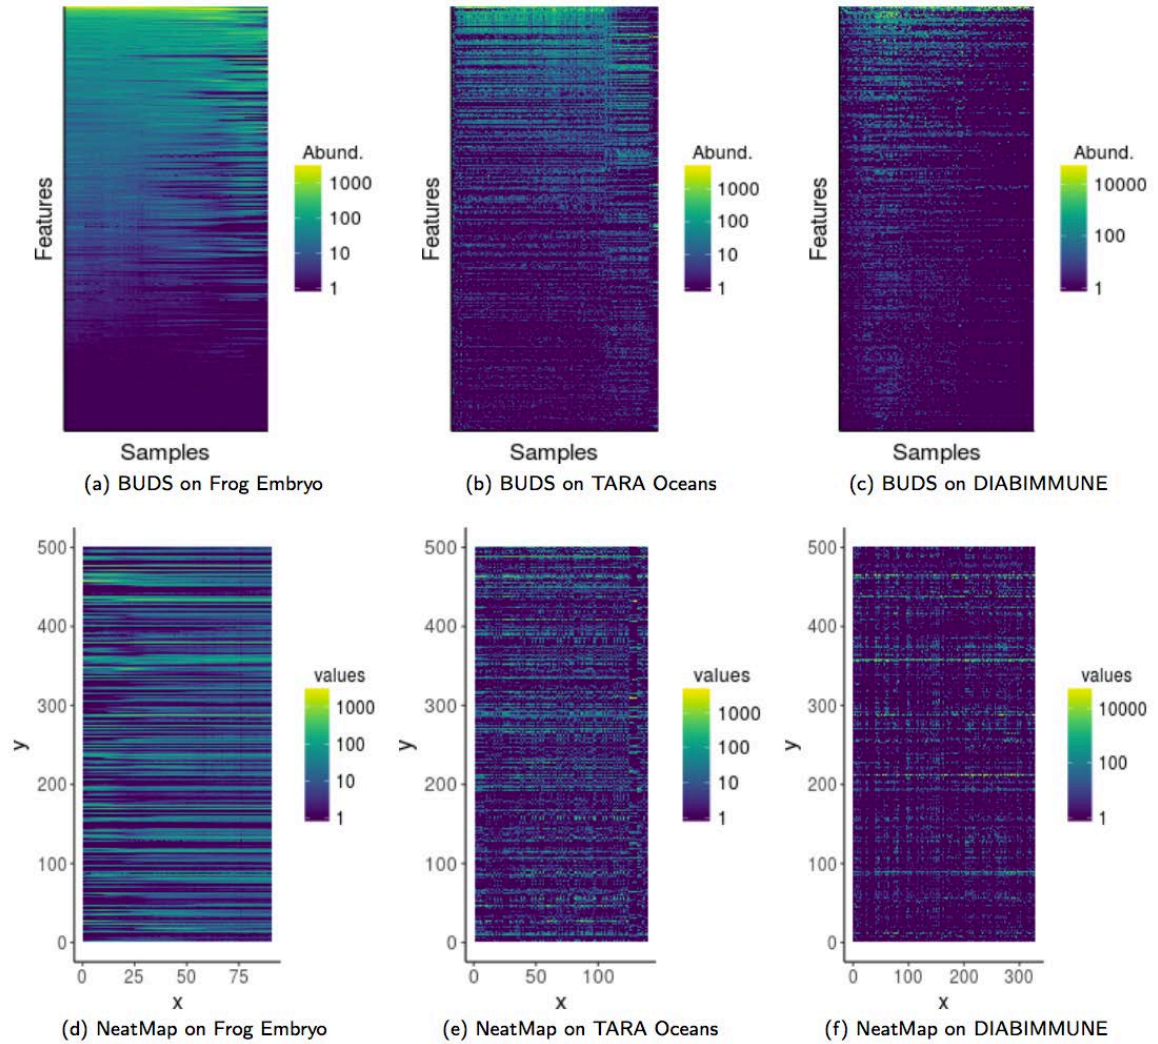 Features
Samples
Abund.
1000
100
10
1
(a) BUDS on Frog Embryo
Features
Samples
Abund.
1000
100
10
1
(b) BUDS on TARA Oceans
Features
Samples
Abund.
10000
100
1
(c) BUDS on DIABIMMUNE
y
500
400
300
200
100
0
0 25 50 75
x
values
1000
100
10
1
(d) NeatMap on Frog Embryo
y
500
400
300
200
100
0
0 50 100
x
values
1000
100
10
1
(e) NeatMap on TARA Oceans
y
500
400
300
200
100
0
0 100 200 300
x
values
10000
100
1
(f) NeatMap on DIABIMMUNE